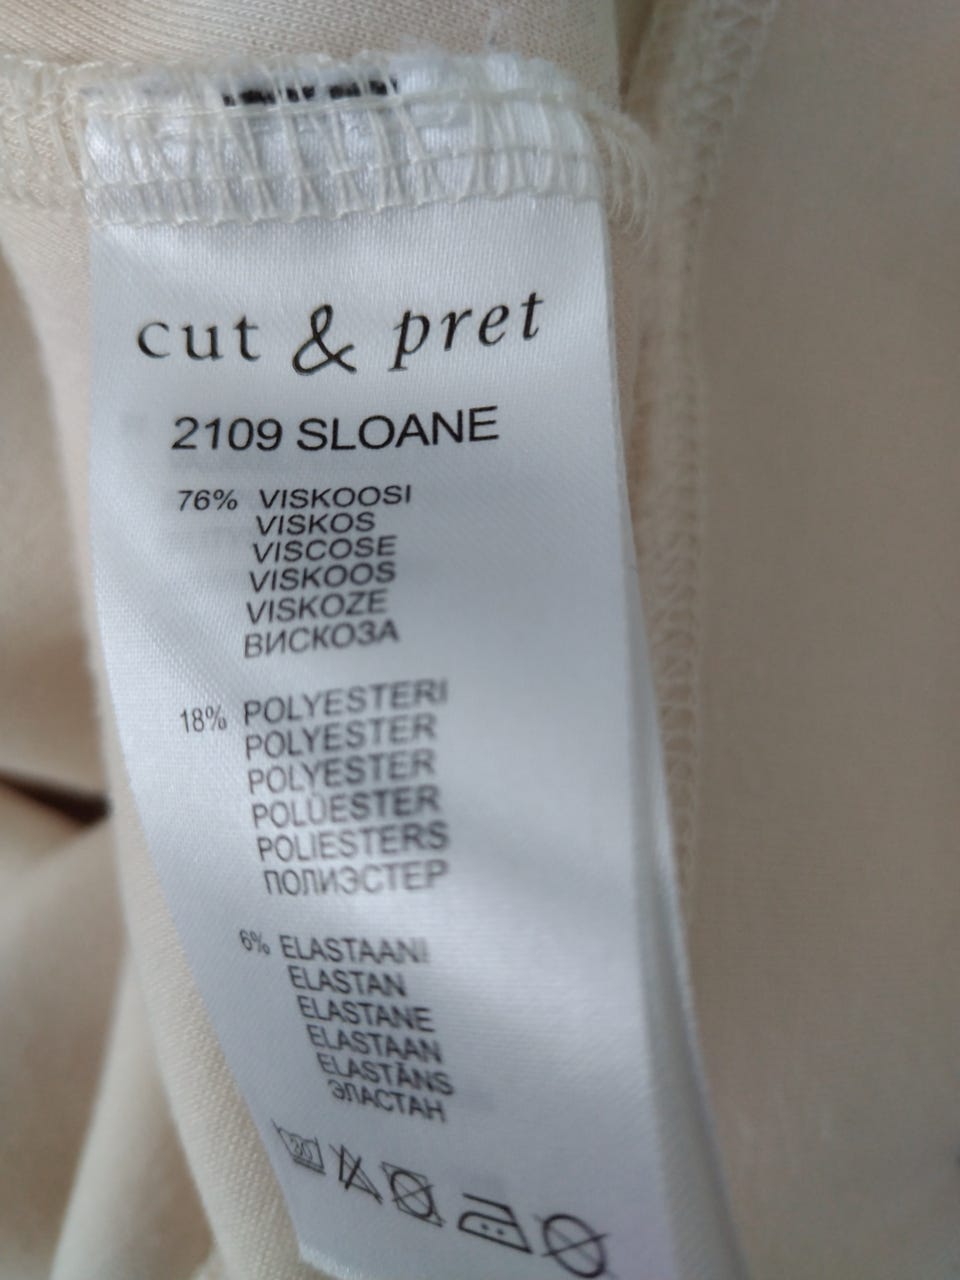 cut & pret
2109 SLOANE
76% VISKOOSI
VISKOS
VISCOSE
VISKOOS
VISKOZE
ВИСКОЗА
18% POLYESTERI
POLYESTER
POLYESTER
POLÜESTER
POLIESTERS
ПОЛИЭСТЕР
6% ELASTAANI
ELASTAN
ELASTANE
ELASTAAN
ELASTĀNS
ЭЛАСТАН
30